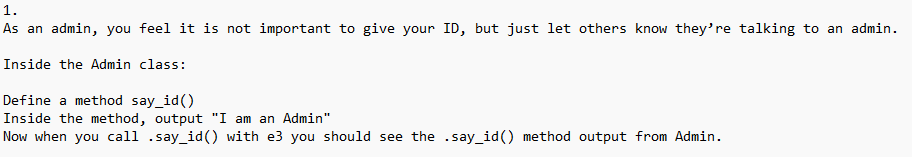 1.
As an admin, you feel it is not important to give your ID, but just let others know they’re talking to an admin.
Inside the Admin class:
Define a method say_id()
Inside the method, output "I am an Admin"
Now when you call .say_id() with e3 you should see the .say_id() method output from Admin.